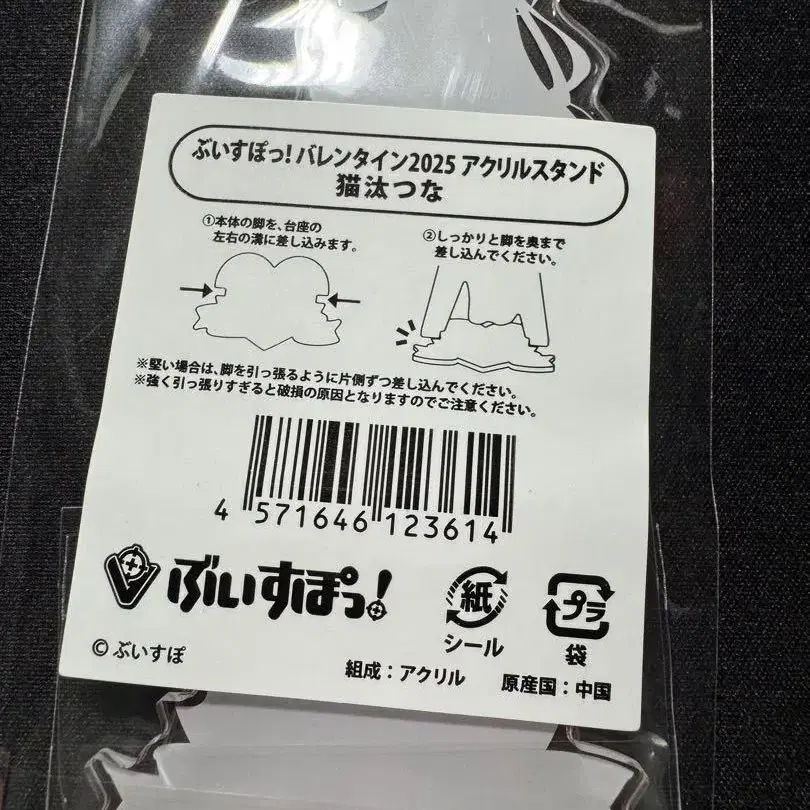 ぶいすぽっ! バレンタイン2025 アクリルスタンド
猫汰つな
①本体の脚を、台座の
左右の溝に差し込みます。
②しっかりと脚を奥まで
差し込んでください。
※堅い場合は、脚を引っ張るように片側ずつ差し込んでください。
※強く引っ張りすぎると破損の原因となりますのでご注意ください。
4 571646 123614
ぶいすぽっ!
紙
シール
プラ
袋
© ぶいすぽ
組成：アクリル
原産国：中国